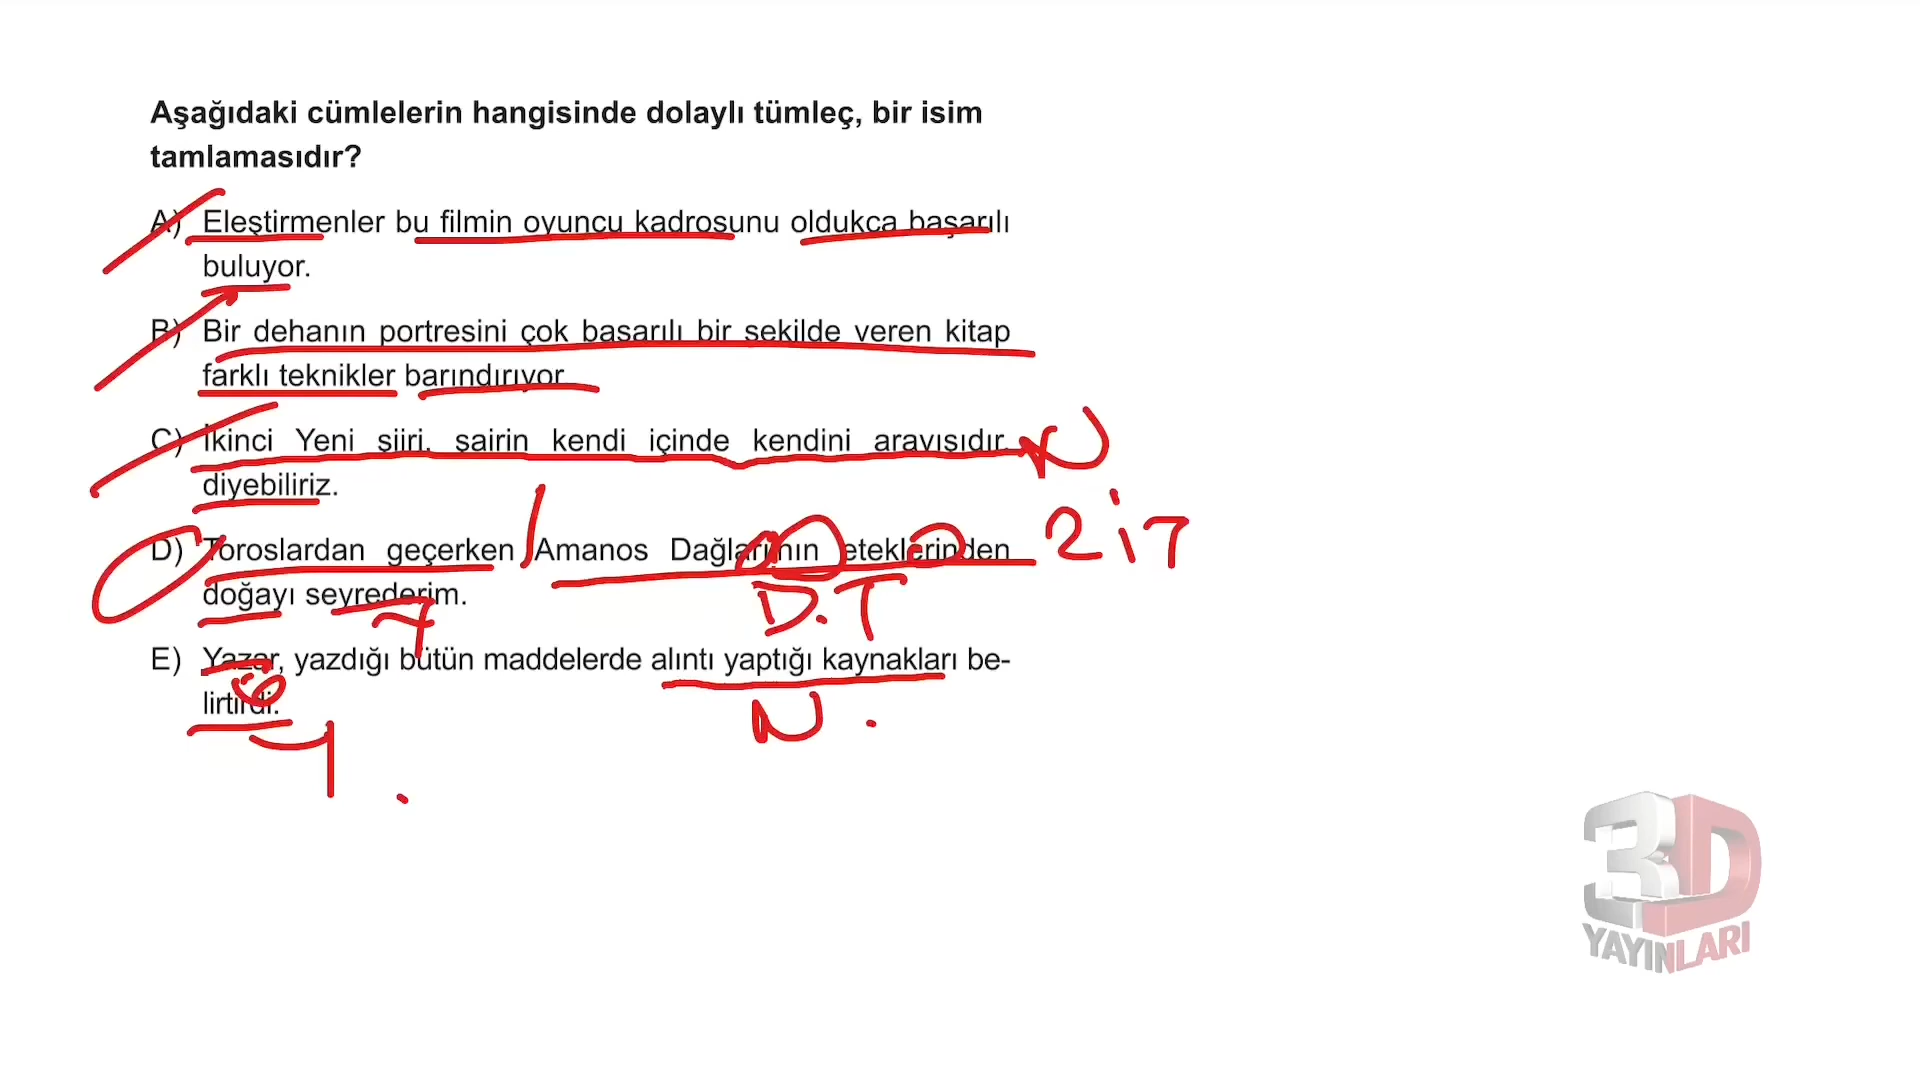 Aşağıdaki cümlelerin hangisinde dolaylı tümleç, bir isim
tamlamasıdır?
A) Eleştirmenler bu filmin oyuncu kadrosunu oldukça başarılı
buluyor.
B) Bir dehanın portresini çok başarılı bir şekilde veren kitap
farklı teknikler barındırıyor.
C) İkinci Yeni şiiri, şairin kendi içinde kendini arayışıdır,
diyebiliriz.
N
D) Toroslardan geçerken Amanos Dağlarının eteklerinden
2 iT
doğayı seyrederim.
D.T
E) Yazar, yazdığı bütün maddelerde alıntı yaptığı kaynakları be-
lirtirdi.
N.
3D
YAYINLARI